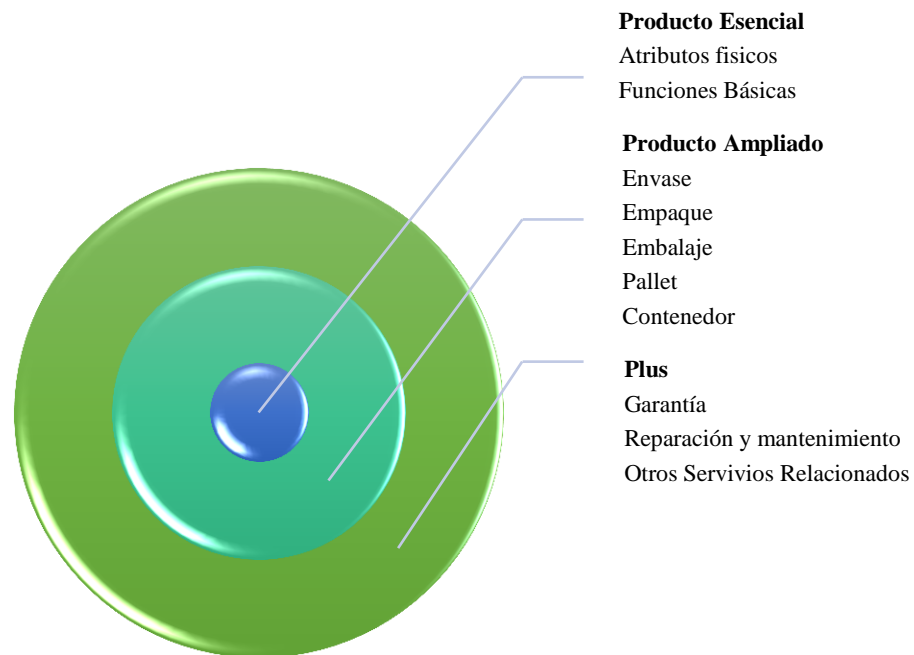 Producto Esencial
Atributos fisicos
Funciones Básicas
Producto Ampliado
Envase
Empaque
Embalaje
Pallet
Contenedor
Plus
Garantía
Reparación y mantenimiento
Otros Servivios Relacionados